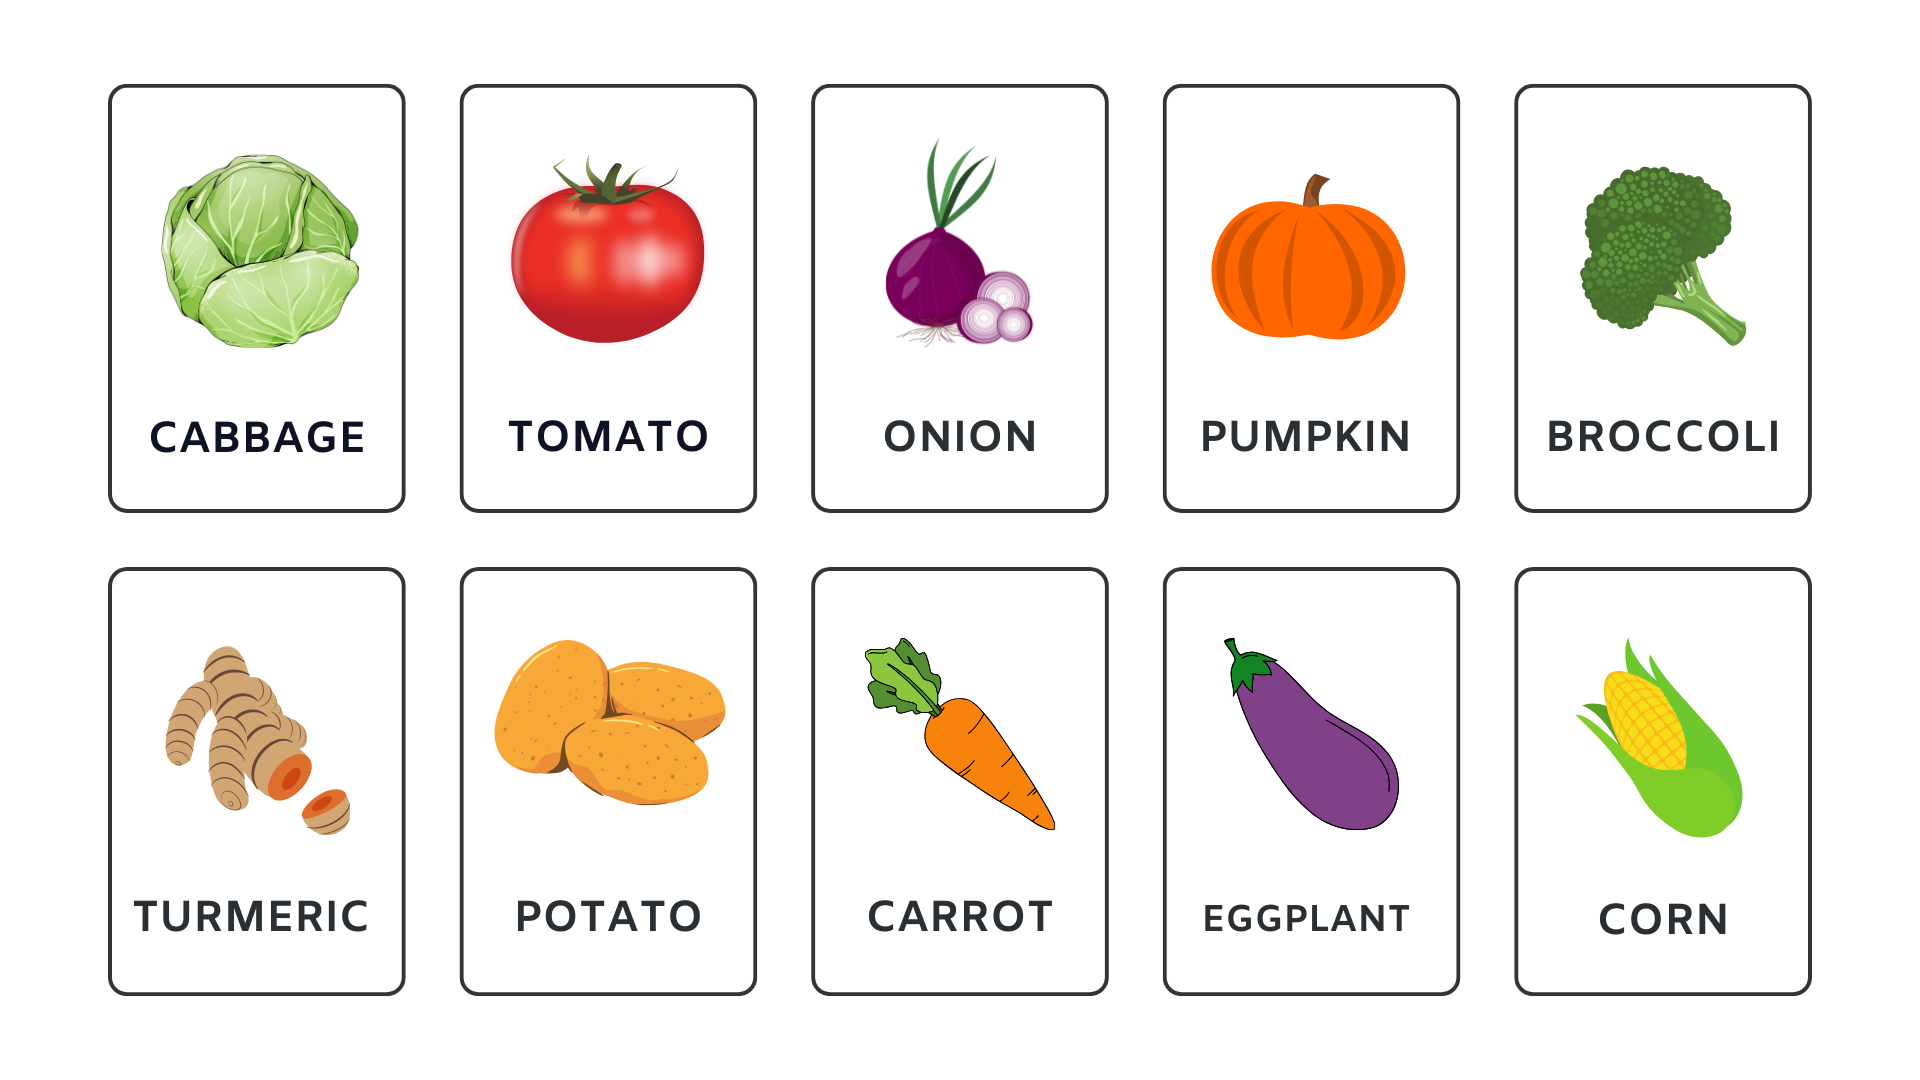 CABBAGE
TOMATO
ONION
PUMPKIN
BROCCOLI
TURMERIC
POTATO
CARROT
EGGPLANT
CORN